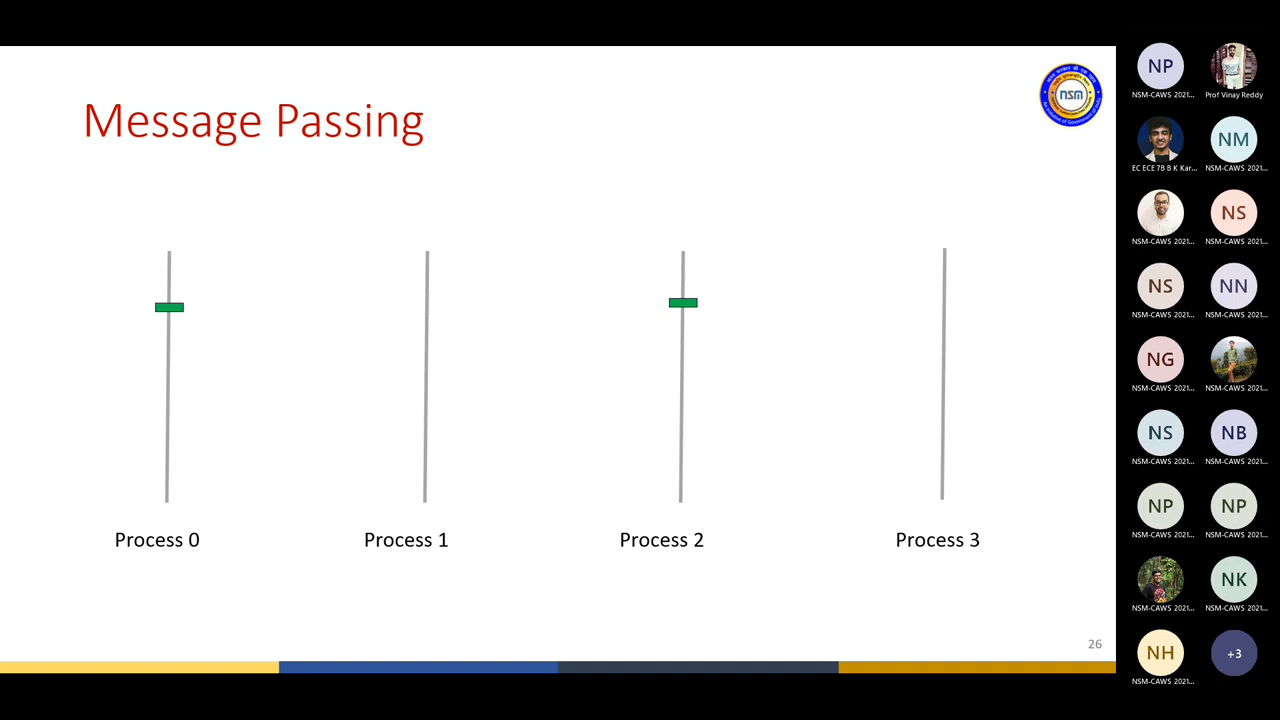 Message Passing
nsm
Process 0
Process 1
Process 2
Process 3
26
NP
NSM-CAWS 2021...
Prof Vinay Reddy
EC ECE 7B B K Kar...
NM
NSM-CAWS 2021...
NSM-CAWS 2021...
NS
NSM-CAWS 2021...
NS
NSM-CAWS 2021...
NN
NSM-CAWS 2021...
NG
NSM-CAWS 2021...
NSM-CAWS 2021...
NS
NSM-CAWS 2021...
NB
NSM-CAWS 2021...
NP
NSM-CAWS 2021...
NP
NSM-CAWS 2021...
NSM-CAWS 2021...
NK
NSM-CAWS 2021...
NH
NSM-CAWS 2021...
+3